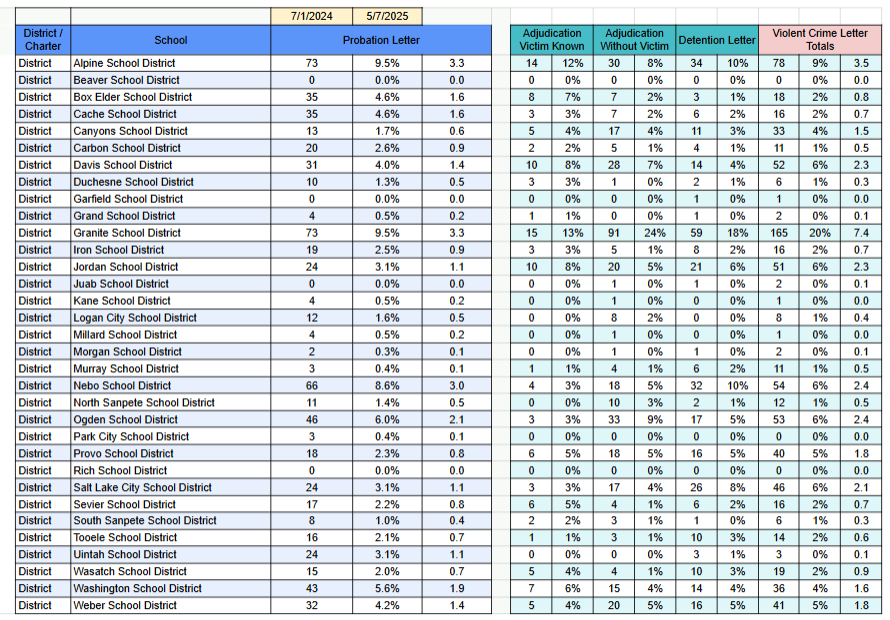 7/1/2024 5/7/2025
District / Charter School Probation Letter Adjudication Victim Known Adjudication Without Victim Detention Letter Violent Crime Letter Totals
District Alpine School District 73 9.5% 3.3 14 12% 30 8% 34 10% 78 9% 3.5
District Beaver School District 0 0.0% 0.0 0 0% 0 0% 0 0% 0 0% 0.0
District Box Elder School District 35 4.6% 1.6 8 7% 7 2% 3 1% 18 2% 0.8
District Cache School District 35 4.6% 1.6 3 3% 7 2% 6 2% 16 2% 0.7
District Canyons School District 13 1.7% 0.6 5 4% 17 4% 11 3% 33 4% 1.5
District Carbon School District 20 2.6% 0.9 2 2% 5 1% 4 1% 11 1% 0.5
District Davis School District 31 4.0% 1.4 10 8% 28 7% 14 4% 52 6% 2.3
District Duchesne School District 10 1.3% 0.5 3 3% 1 0% 2 1% 6 1% 0.3
District Garfield School District 0 0.0% 0.0 0 0% 0 0% 1 0% 1 0% 0.0
District Grand School District 4 0.5% 0.2 1 1% 0 0% 1 0% 2 0% 0.1
District Granite School District 73 9.5% 3.3 15 13% 91 24% 59 18% 165 20% 7.4
District Iron School District 19 2.5% 0.9 3 3% 5 1% 8 2% 16 2% 0.7
District Jordan School District 24 3.1% 1.1 10 8% 20 5% 21 6% 51 6% 2.3
District Juab School District 0 0.0% 0.0 0 0% 1 0% 1 0% 2 0% 0.1
District Kane School District 4 0.5% 0.2 0 0% 1 0% 0 0% 1 0% 0.0
District Logan City School District 12 1.6% 0.5 0 0% 8 2% 0 0% 8 1% 0.4
District Millard School District 4 0.5% 0.2 0 0% 1 0% 0 0% 1 0% 0.0
District Morgan School District 2 0.3% 0.1 0 0% 1 0% 1 0% 2 0% 0.1
District Murray School District 3 0.4% 0.1 1 1% 4 1% 6 2% 11 1% 0.5
District Nebo School District 66 8.6% 3.0 4 3% 18 5% 32 10% 54 6% 2.4
District North Sanpete School District 11 1.4% 0.5 0 0% 10 3% 2 1% 12 1% 0.5
District Ogden School District 46 6.0% 2.1 3 3% 33 9% 17 5% 53 6% 2.4
District Park City School District 3 0.4% 0.1 0 0% 0 0% 0 0% 0 0% 0.0
District Provo School District 18 2.3% 0.8 6 5% 18 5% 16 5% 40 5% 1.8
District Rich School District 0 0.0% 0.0 0 0% 0 0% 0 0% 0 0% 0.0
District Salt Lake City School District 24 3.1% 1.1 3 3% 17 4% 26 8% 46 6% 2.1
District Sevier School District 17 2.2% 0.8 6 5% 4 1% 6 2% 16 2% 0.7
District South Sanpete School District 8 1.0% 0.4 2 2% 3 1% 1 0% 6 1% 0.3
District Tooele School District 16 2.1% 0.7 1 1% 3 1% 10 3% 14 2% 0.6
District Uintah School District 24 3.1% 1.1 0 0% 0 0% 3 1% 3 0% 0.1
District Wasatch School District 15 2.0% 0.7 5 4% 4 1% 10 3% 19 2% 0.9
District Washington School District 43 5.6% 1.9 7 6% 15 4% 14 4% 36 4% 1.6
District Weber School District 32 4.2% 1.4 5 4% 20 5% 16 5% 41 5% 1.8